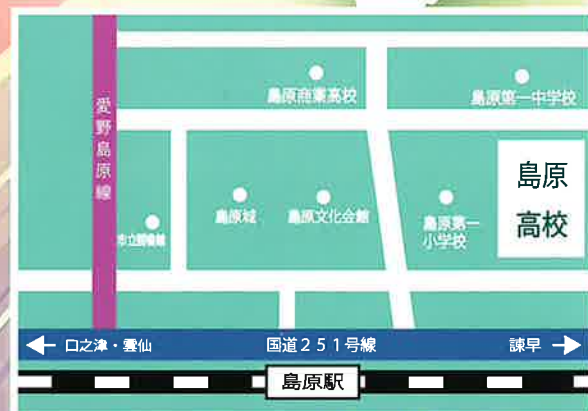 愛野島原線
島原商業高校
島原第一中学校
島原
高校
市立図書館
島原城
島原文化会館
島原第一
小学校
口之津・雲仙
国道251号線
諫早
島原駅